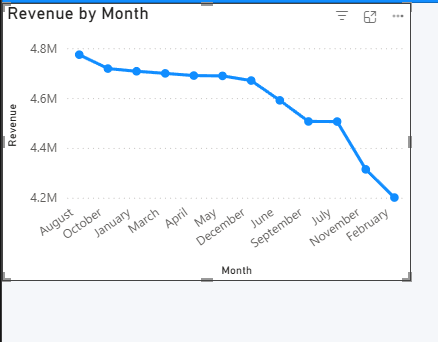 Revenue by Month
4.8M
4.6M
4.4M
4.2M
Revenue
August
October
January
March
April
May
December
June
September
July
November
February
Month